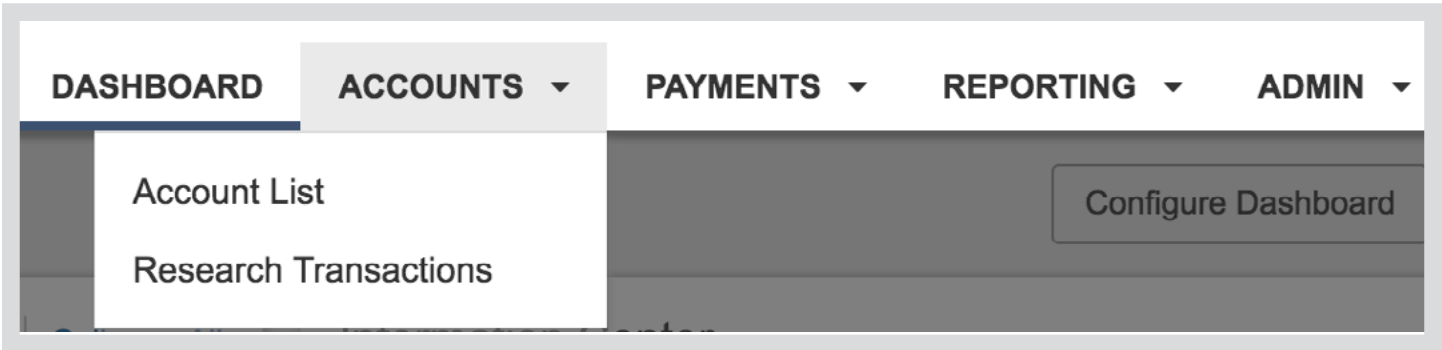 DASHBOARD ACCOUNTS PAYMENTS REPORTING ADMIN
Account List
Configure Dashboard
Research Transactions